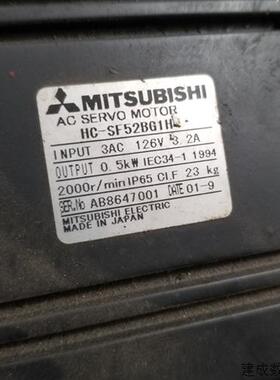 MITSUBISHI
AC SERVO MOTOR
HC-SF52BG1H
INPUT 3AC 126V 3.2A
OUTPUT 0.5kW IEC34-1 1994
2000r/min IP65 CI.F 23 kg
SER.No AB8647001 DATE 01-9
MITSUBISHI ELECTRIC
MADE IN JAPAN
建成数